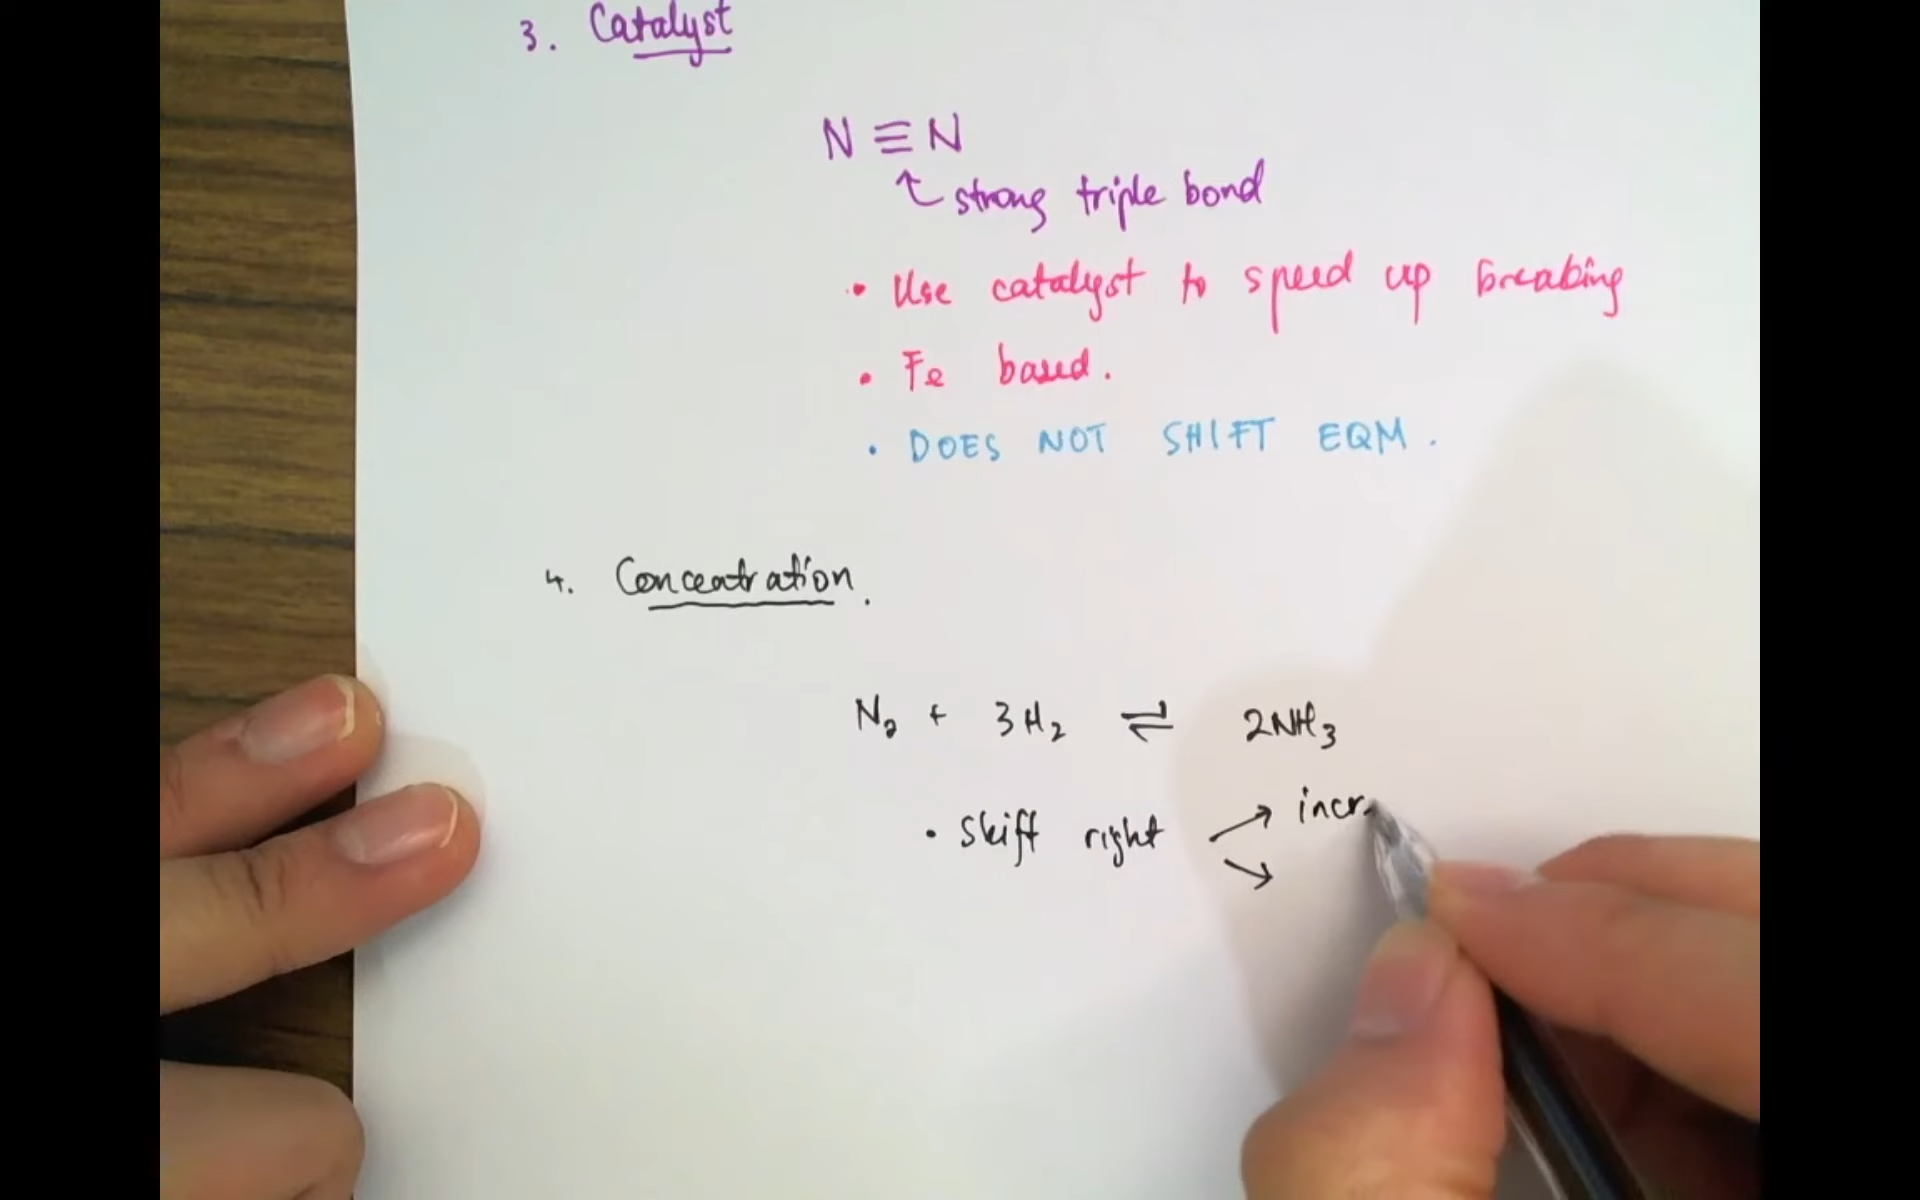 3. Catalyst
N ≡ N
↑ strong triple bond
• Use catalyst to speed up breaking
• Fe based.
• DOES NOT SHIFT EQM.
4. Concentration.
N₂ + 3H₂ ⇌ 2NH₃
• Shift right → incre
→